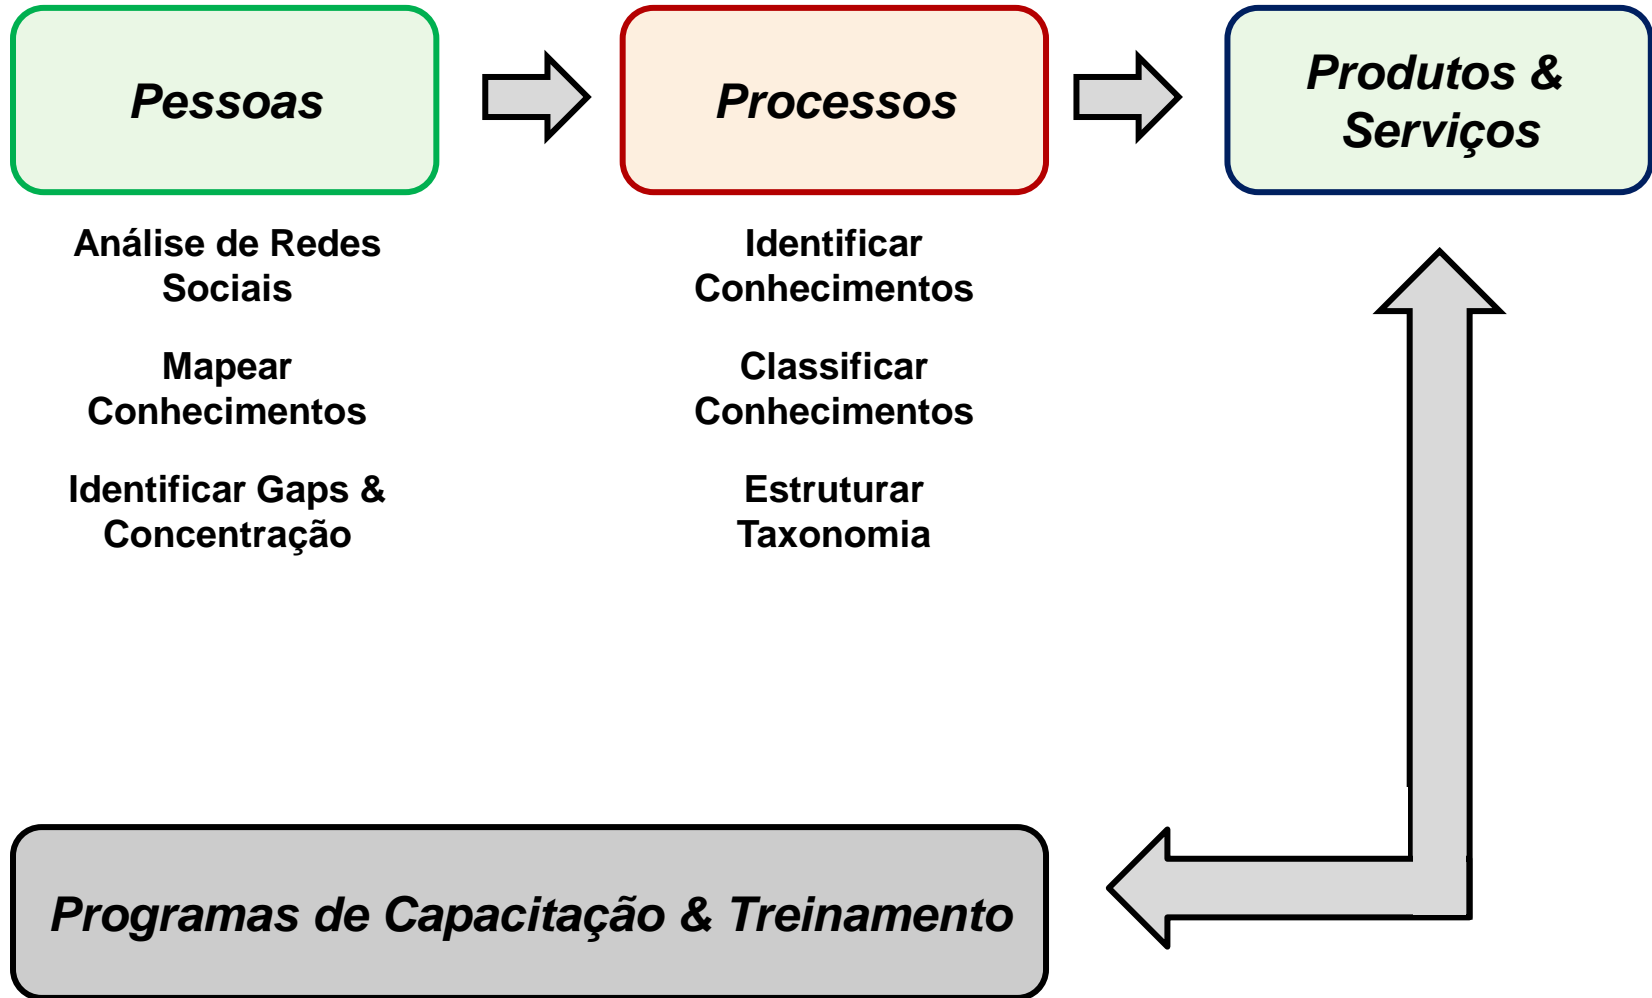 Pessoas
Processos
Produtos &
Serviços
Análise de Redes
Sociais
Mapear
Conhecimentos
Identificar Gaps &
Concentração
Identificar
Conhecimentos
Classificar
Conhecimentos
Estruturar
Taxonomia
Programas de Capacitação & Treinamento